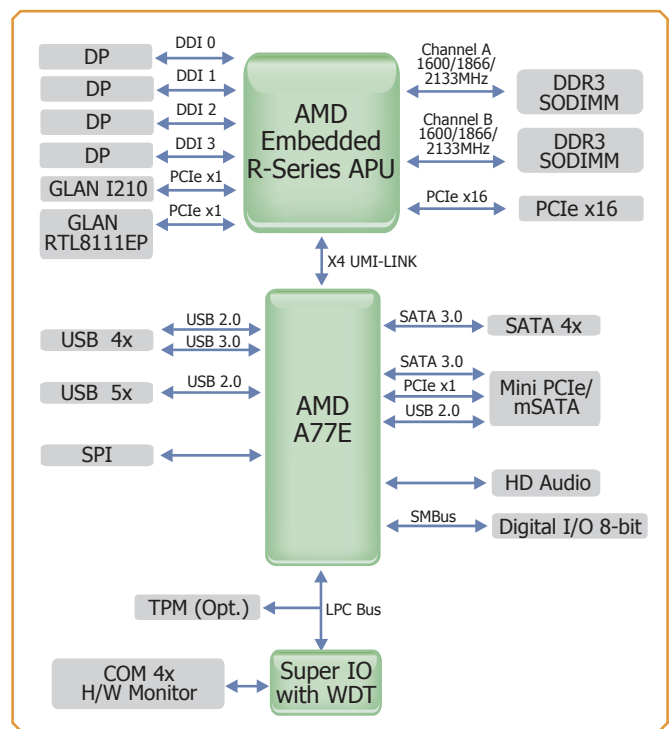 DP
DDI 0
DP
DDI 1
DP
DDI 2
DP
DDI 3
GLAN I210
PCIe x1
GLAN
RTL8111EP
PCIe x1
AMD
Embedded
R-Series APU
Channel A
1600/1866/
2133MHz
DDR3
SODIMM
Channel B
1600/1866/
2133MHz
DDR3
SODIMM
PCIe x16
PCIe x16
X4 UMI-LINK
USB 4x
USB 2.0
USB 3.0
USB 5x
USB 2.0
SPI
AMD
A77E
SATA 3.0
SATA 4x
SATA 3.0
PCIe x1
USB 2.0
Mini PCIe/
mSATA
HD Audio
SMBus
Digital I/O 8-bit
TPM (Opt.)
LPC Bus
COM 4x
H/W Monitor
Super IO
with WDT